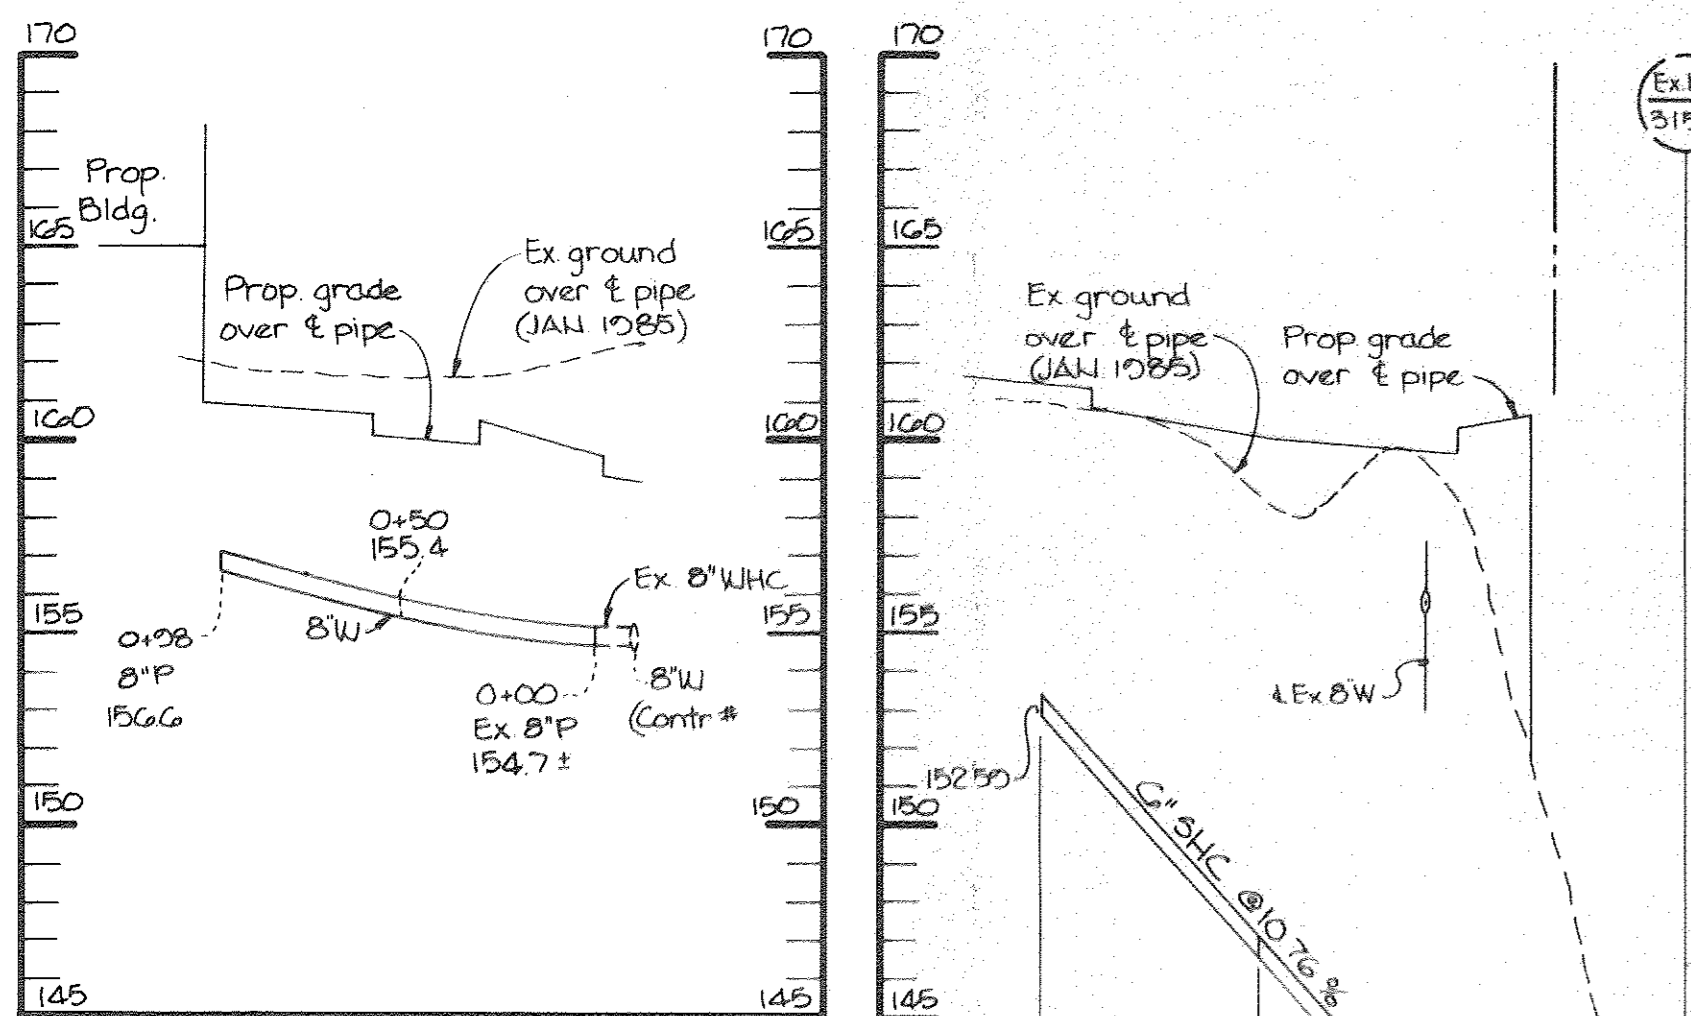 170
170
Prop.
Bldg.
165
165
Ex. ground
over ℄ pipe
(JAN. 1985)
Prop. grade
over ℄ pipe
160
160
0+50
155.4
Ex. 8"WHC
155
155
8"W
0+98
8"P
156.6
0+00
Ex. 8"P
154.7 ±
8"W
(Contr #
150
150
145
145
170
315
165
Ex ground
over ℄ pipe
(JAN. 1985)
Prop. grade
over ℄ pipe
160
155
Ex 8"W
152.59
150
6" SHC @10.76 %
145